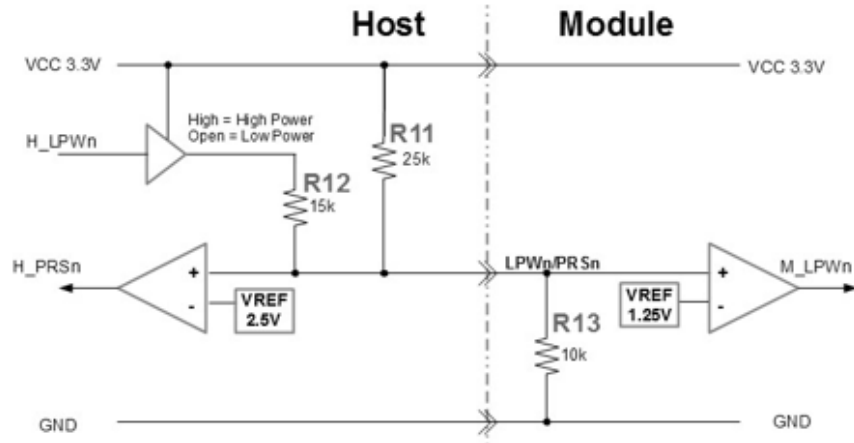 Host Module
VCC 3.3V VCC 3.3V
High = High Power
Open = Low Power
H_LPWn
R11
25k
R12
15k
H_PRSn
+
-
VREF
2.5V
LPWn/PRSn
R13
10k
VREF
1.25V
+
-
M_LPWn
GND GND